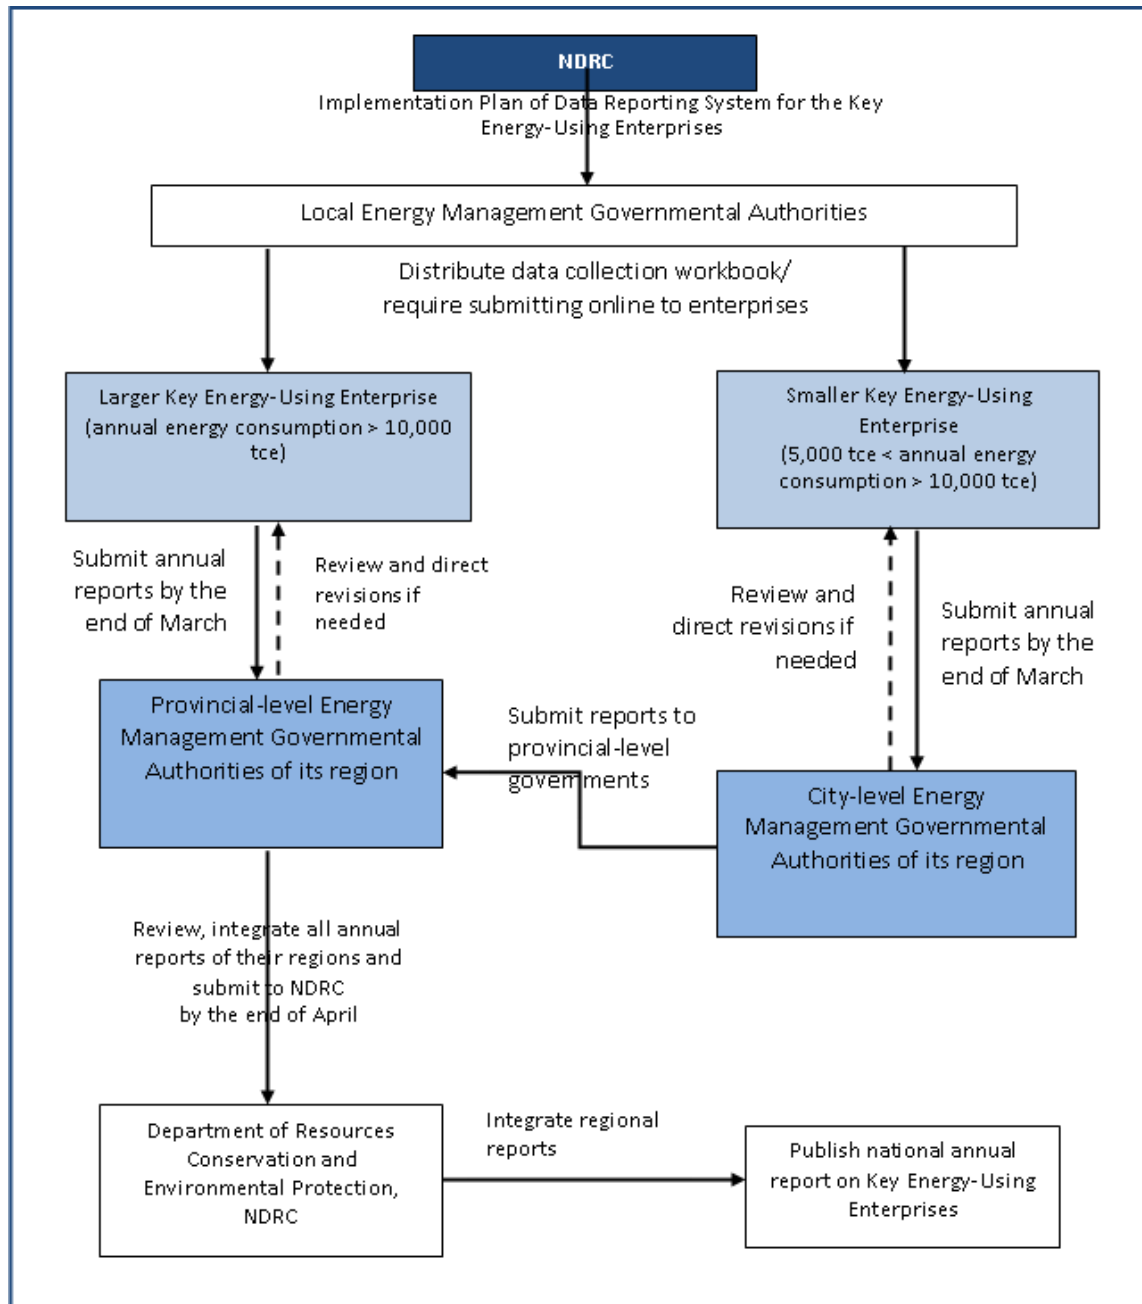 NDRC
Implementation Plan of Data Reporting System for the Key
Energy-Using Enterprises
Local Energy Management Governmental Authorities
Distribute data collection workbook/
require submitting online to enterprises
Larger Key Energy-Using Enterprise
(annual energy consumption > 10,000
tce)
Smaller Key Energy-Using
Enterprise
(5,000 tce < annual energy
consumption > 10,000 tce)
Submit annual
reports by the
end of March
Review and direct
revisions if
needed
Review and
direct revisions if
needed
Submit annual
reports by the
end of March
Provincial-level Energy
Management Governmental
Authorities of its region
Submit reports to
provincial-level
governments
City-level Energy
Management Governmental
Authorities of its region
Review, integrate all annual
reports of their regions and
submit to NDRC
by the end of April
Department of Resources
Conservation and
Environmental Protection,
NDRC
Integrate regional
reports
Publish national annual
report on Key Energy-Using
Enterprises